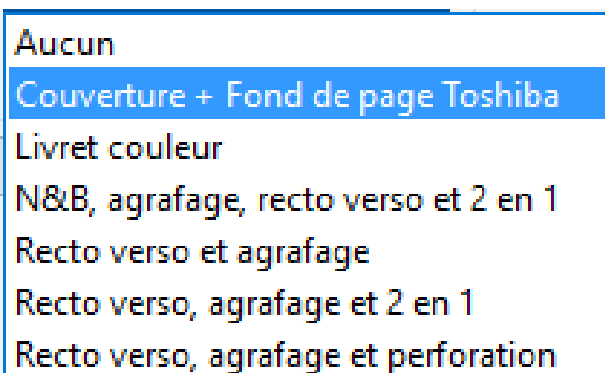 Aucun
Couverture + Fond de page Toshiba
Livret couleur
N&B, agrafage, recto verso et 2 en 1
Recto verso et agrafage
Recto verso, agrafage et 2 en 1
Recto verso, agrafage et perforation